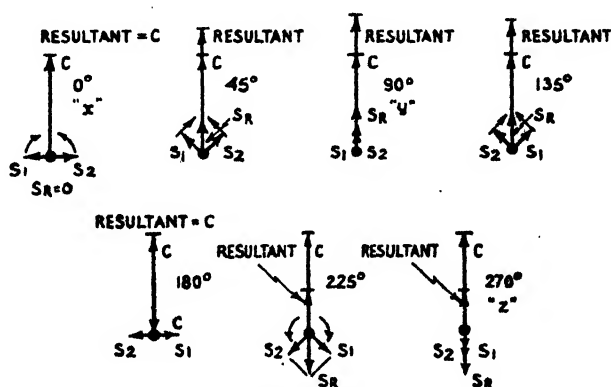 RESULTANT = C
C
0°
"X"
S1 S2
SR=0
RESULTANT
C
45°
SR
S1 S2
RESULTANT
C
90°
SR "Y"
S1 S2
RESULTANT
C
135°
SR
S2 S1
RESULTANT = C
C
180°
C
S2 S1
RESULTANT
C
225°
S2 S1
SR
RESULTANT
C
270°
"Z"
S2 S1
SR